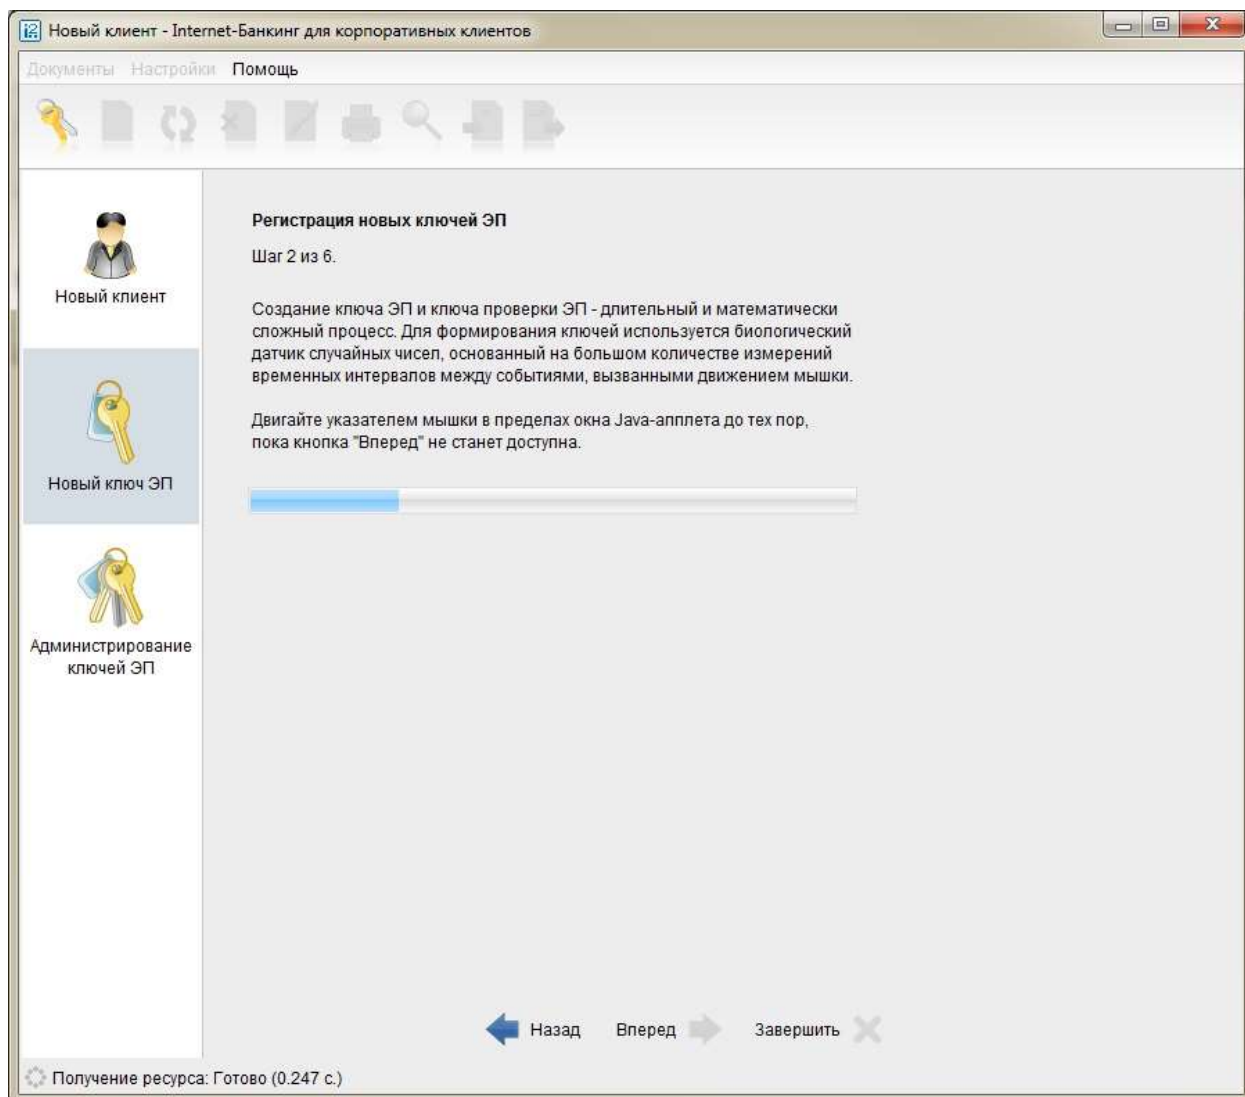 Новый клиент - Internet-Банкинг для корпоративных клиентов
Документы Настройки Помощь
Новый клиент
Новый ключ ЭП
Администрирование
ключей ЭП
Регистрация новых ключей ЭП
Шаг 2 из 6.
Создание ключа ЭП и ключа проверки ЭП - длительный и математически
сложный процесс. Для формирования ключей используется биологический
датчик случайных чисел, основанный на большом количестве измерений
временных интервалов между событиями, вызванными движением мышки.
Двигайте указателем мышки в пределах окна Java-апплета до тех пор,
пока кнопка "Вперед" не станет доступна.
Назад Вперед Завершить
Получение ресурса: Готово (0.247 с.)